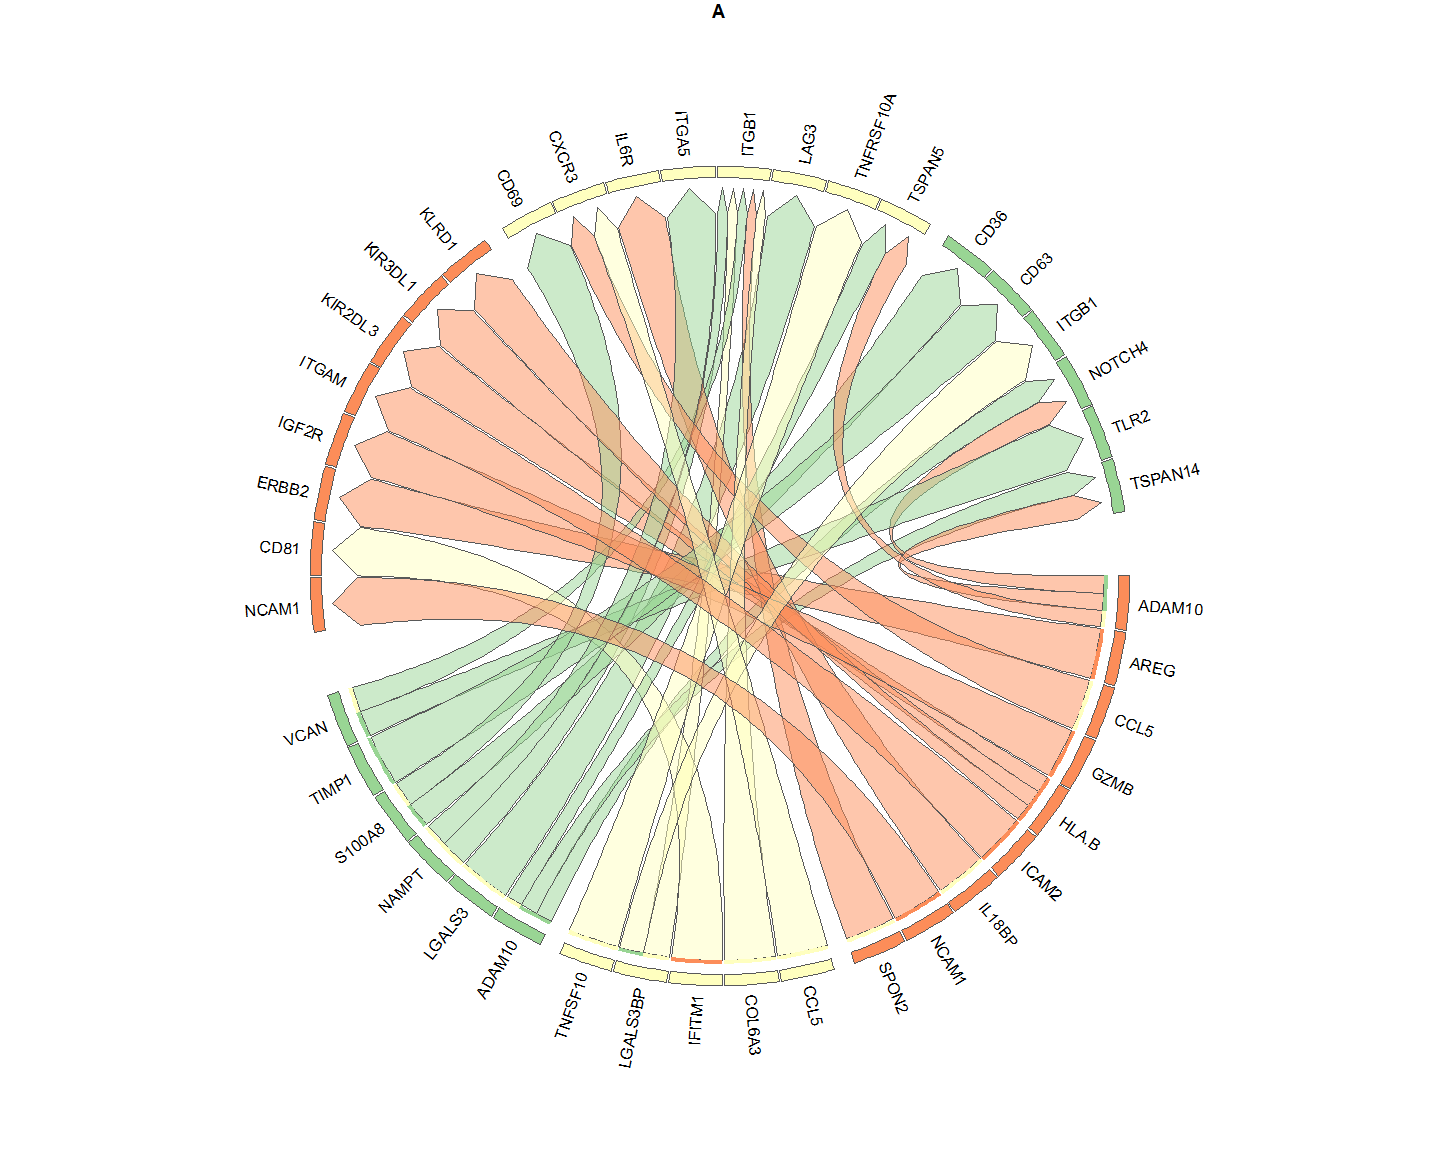 A
CD69
CXCR3
IL6R
ITGA5
ITGB1
LAG3
TNFRSF10A
TSPAN5
CD36
CD63
ITGB1
NOTCH4
TLR2
TSPAN14
ADAM10
AREG
CCL5
GZMB
HLA.B
ICAM2
IL18BP
NCAM1
SPON2
CCL5
COL6A3
IFITM1
LGALS3BP
TNFSF10
ADAM10
LGALS3
NAMPT
S100A8
TIMP1
VCAN
NCAM1
CD81
ERBB2
IGF2R
ITGAM
KIR2DL3
KIR3DL1
KLRD1